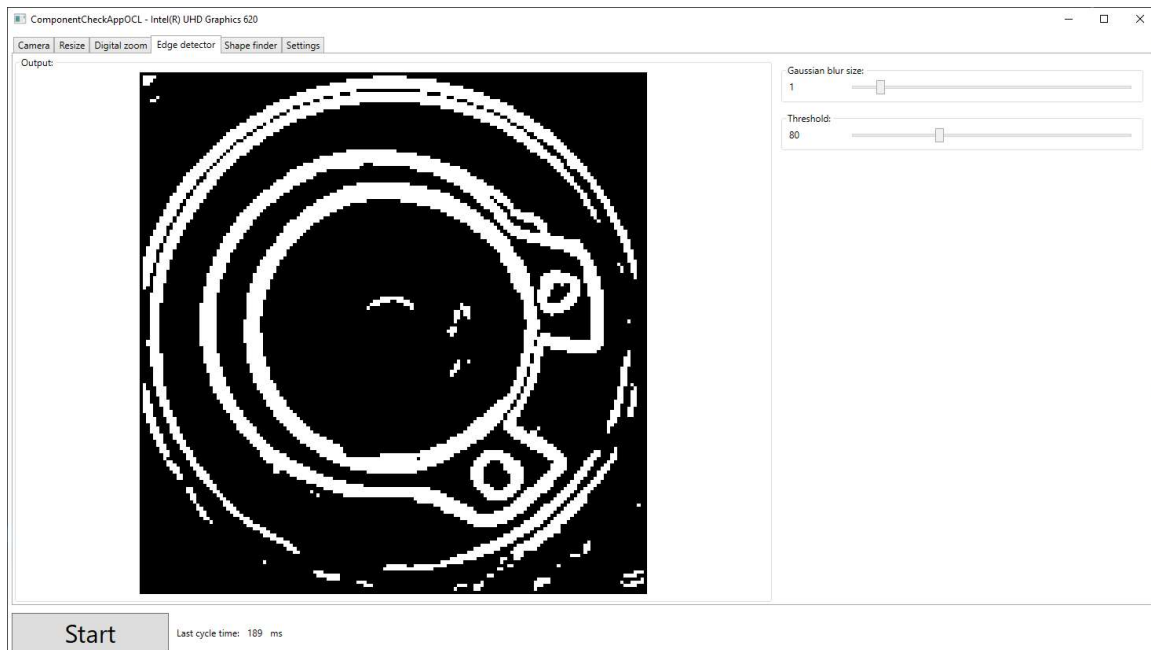 ComponentCheckAppOCL - Intel(R) UHD Graphics 620
Camera Resize Digital zoom Edge detector Shape finder Settings
Output:
Gaussian blur size:
1
Threshold:
80
Start
Last cycle time: 189 ms